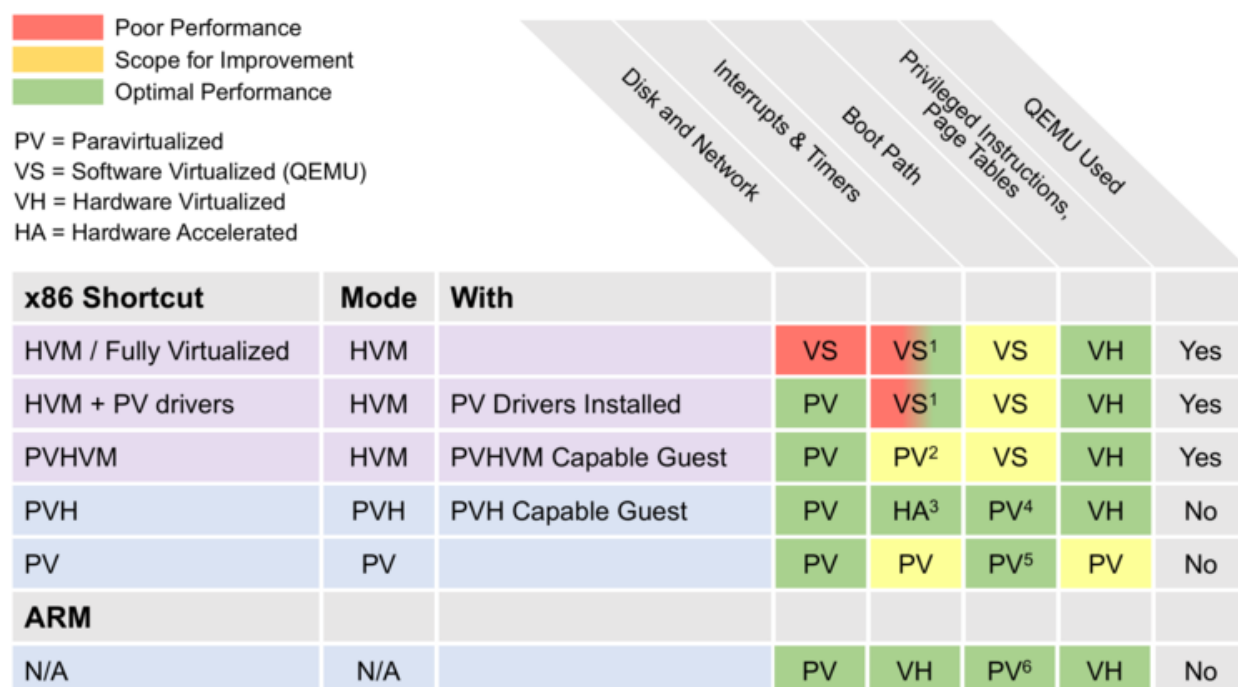 Poor Performance
Scope for Improvement
Optimal Performance
PV = Paravirtualized
VS = Software Virtualized (QEMU)
VH = Hardware Virtualized
HA = Hardware Accelerated
Disk and Network
Interrupts & Timers
Boot Path
Privileged Instructions,
Page Tables
QEMU Used
x86 Shortcut Mode With
HVM / Fully Virtualized HVM VS VS¹ VS VH Yes
HVM + PV drivers HVM PV Drivers Installed PV VS¹ VS VH Yes
PVHVM HVM PVHVM Capable Guest PV PV² VS VH Yes
PVH PVH PVH Capable Guest PV HA³ PV⁴ VH No
PV PV PV PV PV⁵ PV No
ARM
N/A N/A PV VH PV⁶ VH No